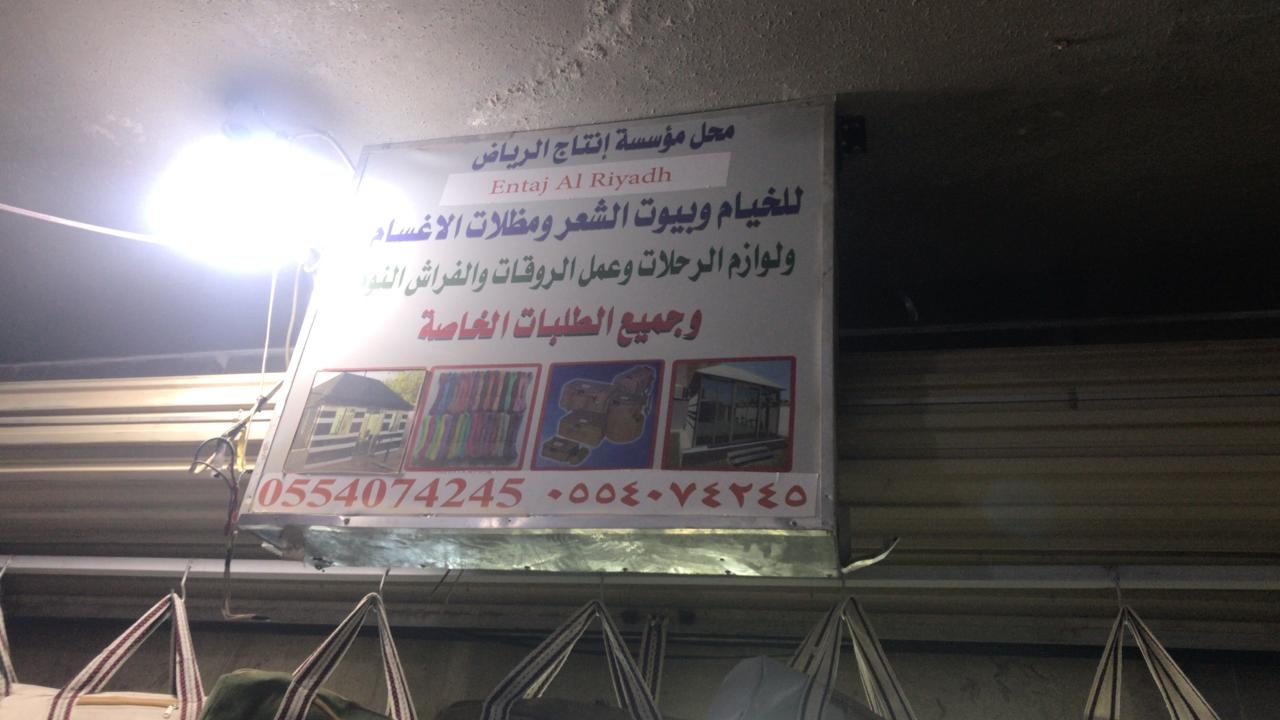 محل مؤسسة إنتاج الرياض
Entaj Al Riyadh
للخيام وبيوت الشعر ومظلات الاغسام
ولوازم الرحلات وعمل الروقات والفراش
وجميع الطلبات الخاصة
0554074245 ٠٥٥٤٠٧٤٢٤٥